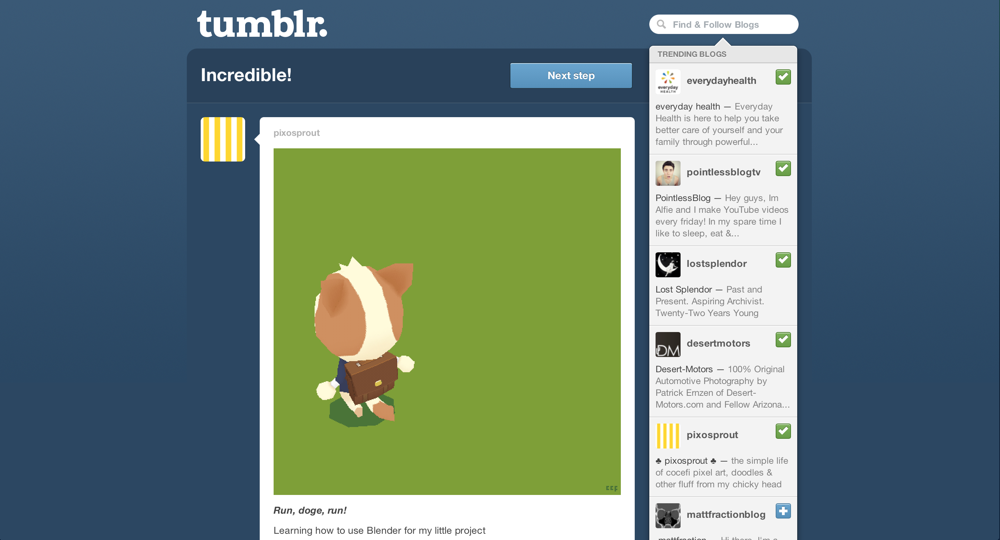 tumblr.
Find & Follow Blogs
Incredible!
Next step
pixosprout
Run, doge, run!
Learning how to use Blender for my little project
TRENDING BLOGS
everyday
HEALTH
everydayhealth
everyday health — Everyday
Health is here to help you take
better care of yourself and your
family through powerful...
pointlessblogtv
PointlessBlog — Hey guys, Im
Alfie and I make YouTube videos
every friday! In my spare time I
like to sleep, eat &...
lostsplendor
Lost Splendor — Past and
Present. Aspiring Archivist.
Twenty-Two Years Young
DM
desertmotors
Desert-Motors — 100% Original
Automotive Photography by
Patrick Ernzen of Desert-
Motors.com and Fellow Arizona...
pixosprout
♣ pixosprout ♣ — the simple life
of cocefi pixel art, doodles &
other fluff from my chicky head
mattfractionblog
mattfraction — Hi there. I'm a